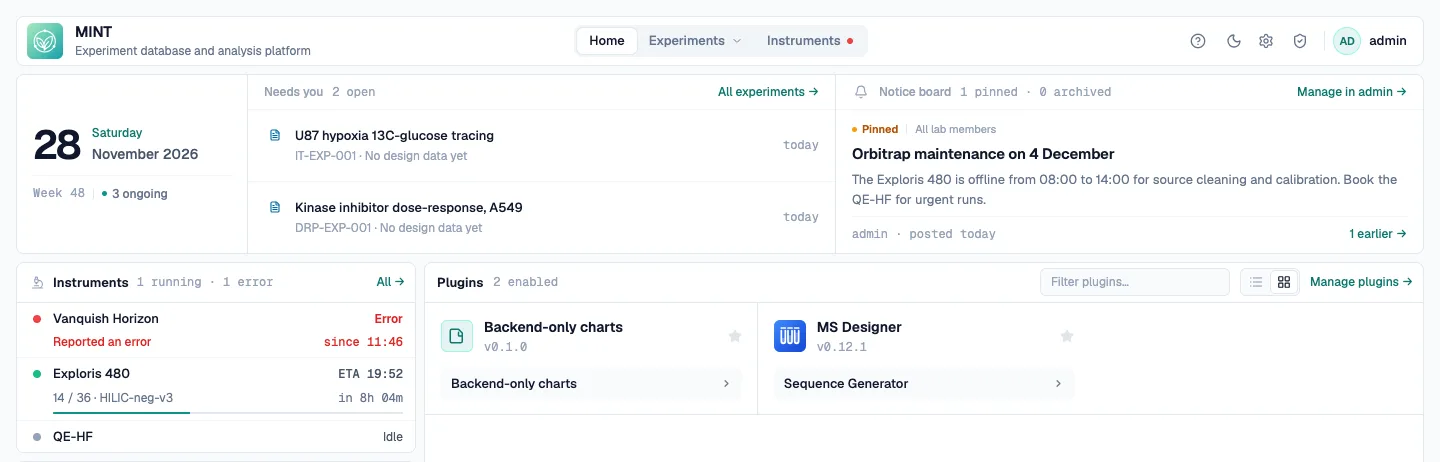 MINT
Experiment database and analysis platform
Home
Experiments
Instruments
AD
admin
28
Saturday
November 2026
Week 48
3 ongoing
Needs you 2 open
All experiments →
U87 hypoxia 13C-glucose tracing
IT-EXP-001 · No design data yet
today
Kinase inhibitor dose-response, A549
DRP-EXP-001 · No design data yet
today
Notice board 1 pinned · 0 archived
Manage in admin →
Pinned
All lab members
Orbitrap maintenance on 4 December
The Exploris 480 is offline from 08:00 to 14:00 for source cleaning and calibration. Book the
QE-HF for urgent runs.
admin · posted today
1 earlier →
Instruments 1 running · 1 error
All →
Vanquish Horizon
Error
Reported an error
since 11:46
Exploris 480
ETA 19:52
14 / 36 · HILIC-neg-v3
in 8h 04m
QE-HF
Idle
Plugins 2 enabled
Filter plugins...
Manage plugins →
Backend-only charts
v0.1.0
Backend-only charts
MS Designer
v0.12.1
Sequence Generator